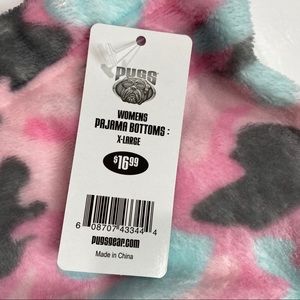 PUGS
WOMENS
PAJAMA BOTTOMS:
X-LARGE
$16.99
6 08707 43344 4
pugsgear.com
Made in China